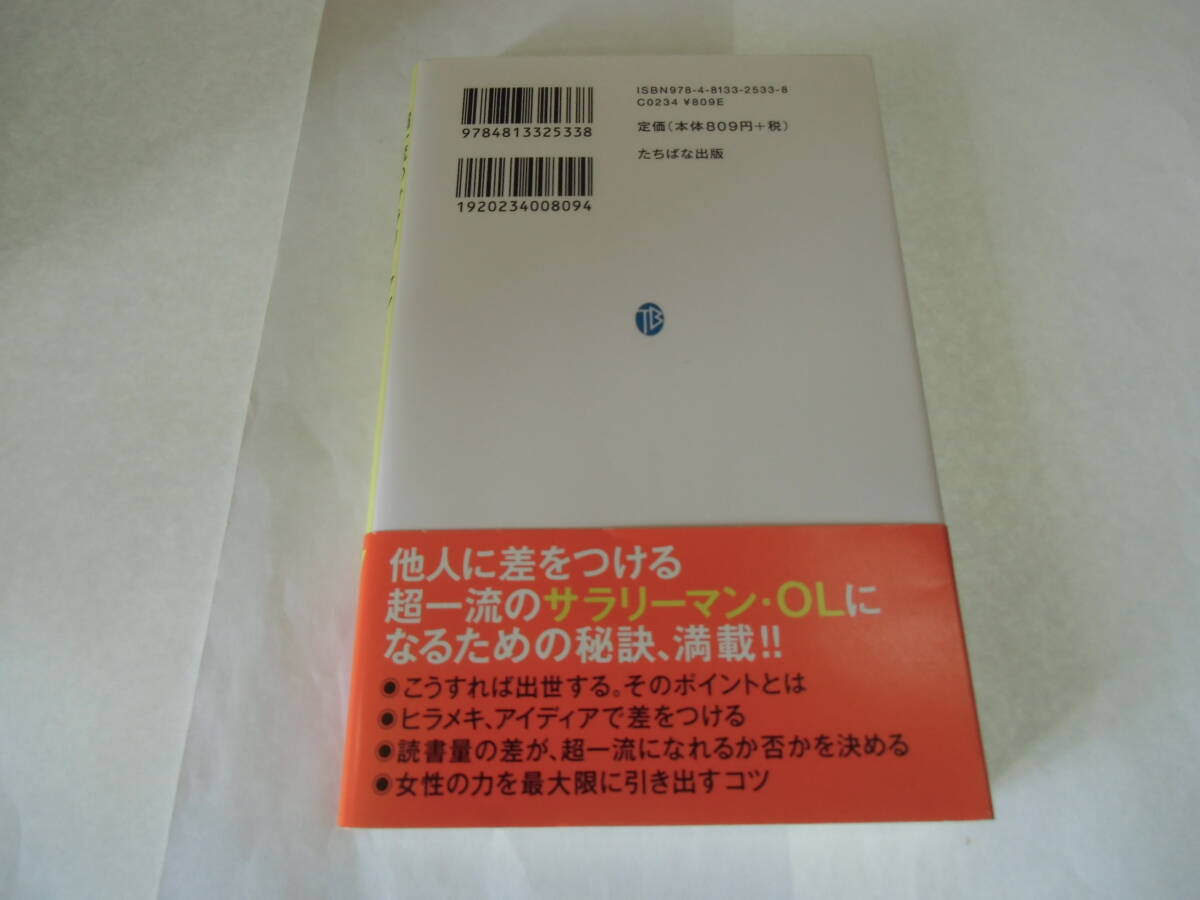 9784813325338
1920234008094
ISBN978-4-8133-2533-8
C0234 ¥809E
定価(本体809円+税)
たちばな出版
TB
他人に差をつける
超一流のサラリーマン・OLに
なるための秘訣、満載!!
●こうすれば出世する。そのポイントとは
●ヒラメキ、アイディアで差をつける
●読書量の差が、超一流になれるか否かを決める
●女性の力を最大限に引き出すコツ